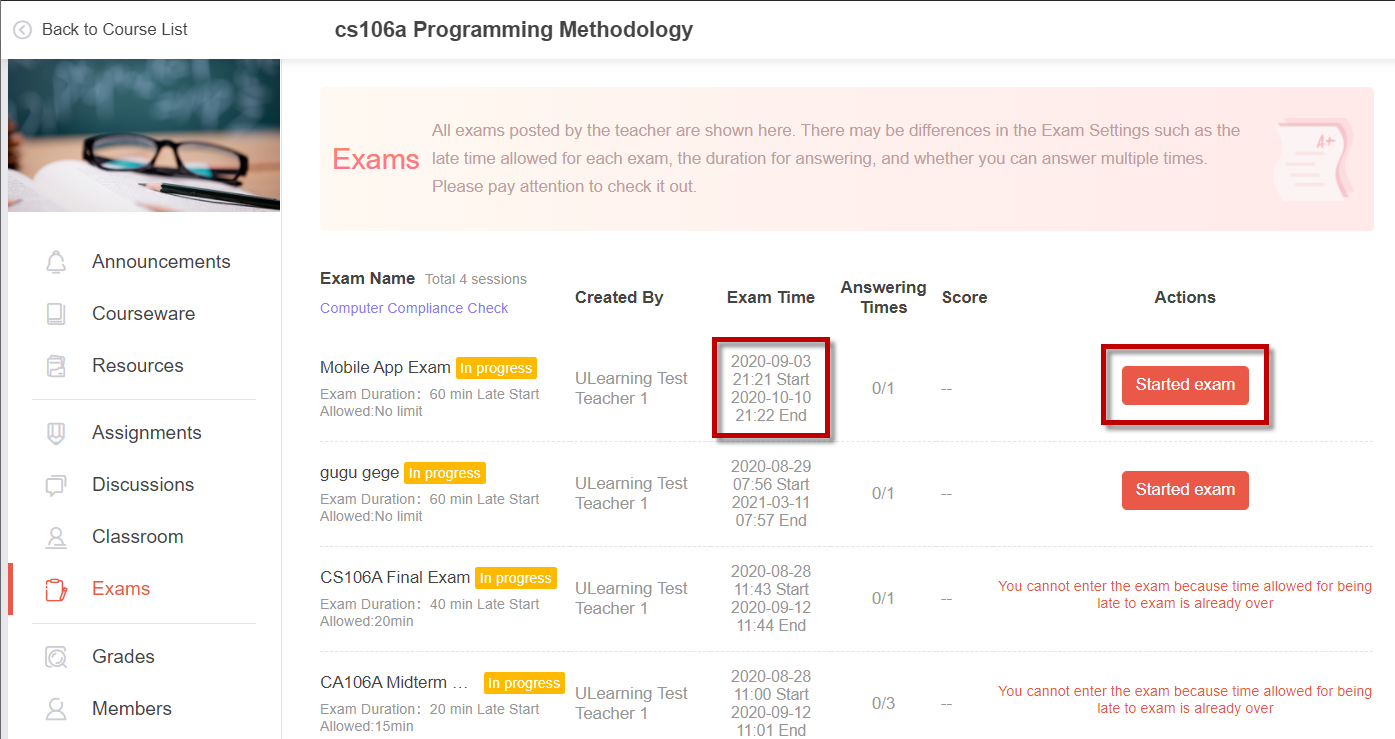 Back to Course List
cs106a Programming Methodology
Announcements
Courseware
Resources
Assignments
Discussions
Classroom
Exams
Grades
Members
Exams
All exams posted by the teacher are shown here. There may be differences in the Exam Settings such as the
late time allowed for each exam, the duration for answering, and whether you can answer multiple times.
Please pay attention to check it out.
A+
Exam Name Total 4 sessions
Computer Compliance Check
Created By
Exam Time
Answering
Times
Score
Actions
Mobile App Exam In progress
Exam Duration: 60 min Late Start
Allowed:No limit
ULearning Test
Teacher 1
2020-09-03
21:21 Start
2020-10-10
21:22 End
0/1
--
Started exam
gugu gege In progress
Exam Duration: 60 min Late Start
Allowed:No limit
ULearning Test
Teacher 1
2020-08-29
07:56 Start
2021-03-11
07:57 End
0/1
--
Started exam
CS106A Final Exam In progress
Exam Duration: 40 min Late Start
Allowed:20min
ULearning Test
Teacher 1
2020-08-28
11:43 Start
2020-09-12
11:44 End
0/1
--
You cannot enter the exam because time allowed for being
late to exam is already over
CA106A Midterm ... In progress
Exam Duration: 20 min Late Start
Allowed:15min
ULearning Test
Teacher 1
2020-08-28
11:00 Start
2020-09-12
11:01 End
0/3
--
You cannot enter the exam because time allowed for being
late to exam is already over